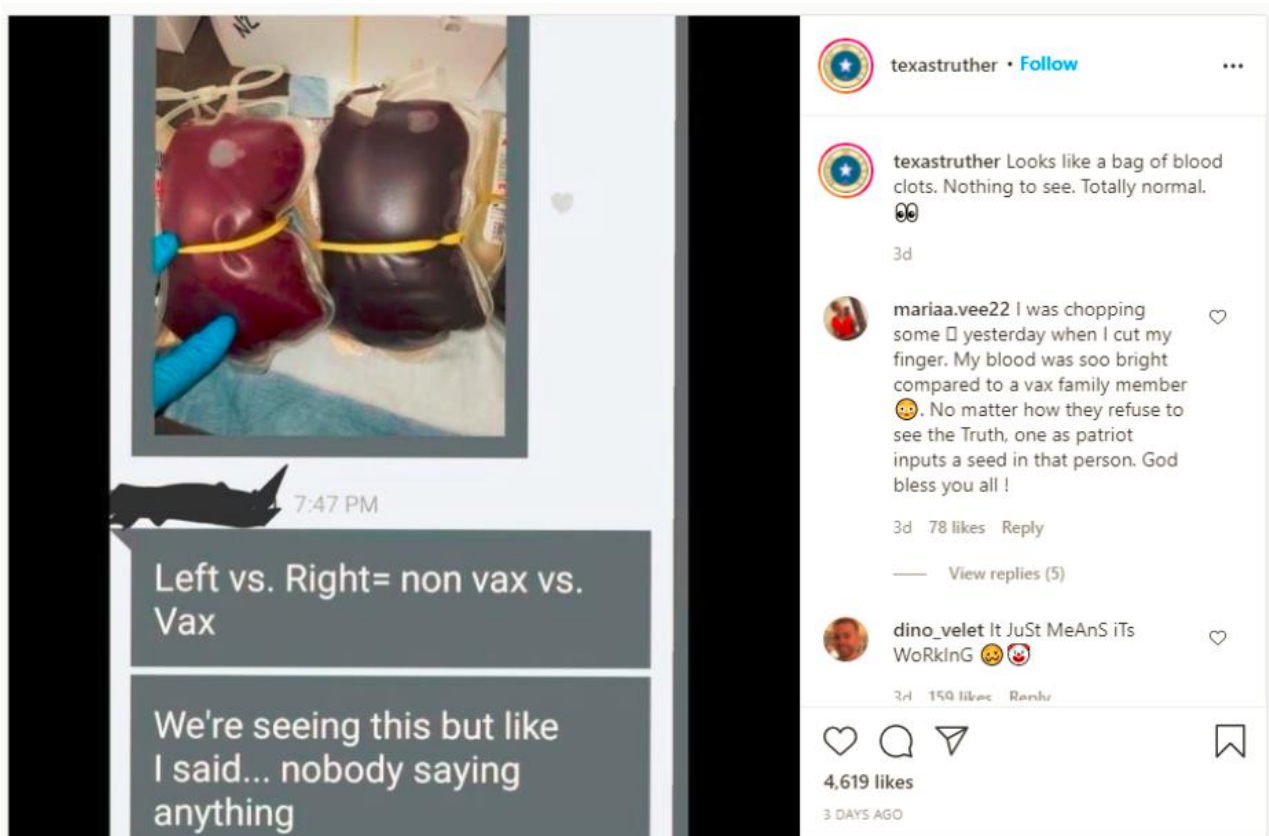 NZ
7:47 PM
Left vs. Right= non vax vs.
Vax
We're seeing this but like
I said... nobody saying
anything
texastruther • Follow
texastruther Looks like a bag of blood
clots. Nothing to see. Totally normal.
👀
3d
mariaa.vee22 I was chopping
some ▯ yesterday when I cut my
finger. My blood was soo bright
compared to a vax family member
😳. No matter how they refuse to
see the Truth, one as patriot
inputs a seed in that person. God
bless you all !
3d 78 likes Reply
View replies (5)
dino_velet It JuSt MeAnS iTs
WoRkInG 🥴🤡
3d 159 likes Reply
4,619 likes
3 DAYS AGO